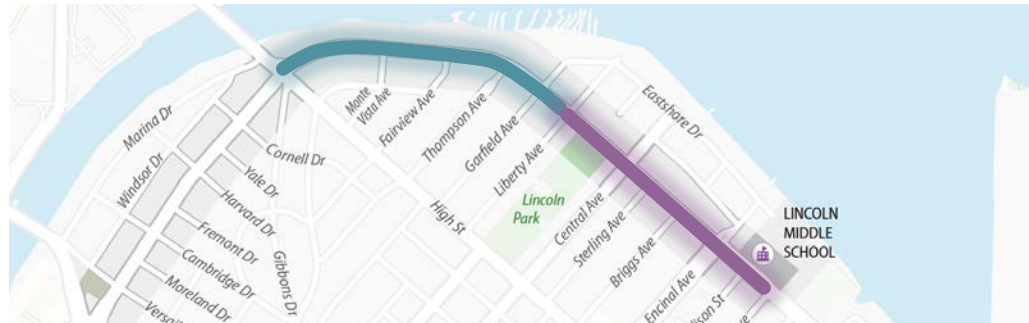 Marina Dr
Windsor Dr
Cornell Dr
Yale Dr
Harvard Dr
Fremont Dr
Cambridge Dr
Moreland Dr
Gibbons Dr
Monte
Vista Ave
Fairview Ave
Thompson Ave
Garfield Ave
Liberty Ave
High St
Lincoln
Park
Central Ave
Sterling Ave
Briggs Ave
Encinal Ave
Eastshore Dr
LINCOLN
MIDDLE
SCHOOL